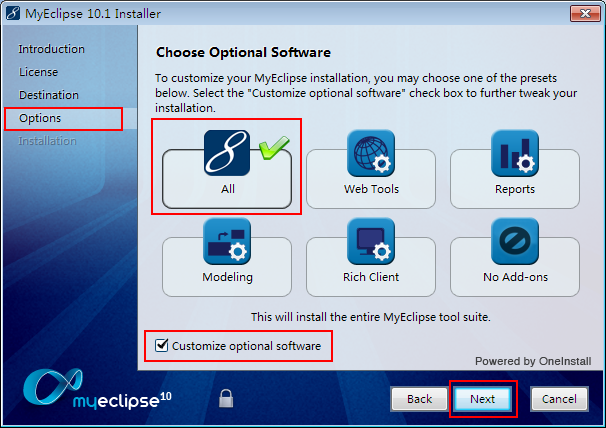 MyEclipse 10.1 Installer
Introduction
License
Destination
Options
Installation
Choose Optional Software
To customize your MyEclipse installation, you may choose one of the presets
below. Select the "Customize optional software" check box to further tweak your
installation.
All
Web Tools
Reports
Modeling
Rich Client
No Add-ons
This will install the entire MyEclipse tool suite.
Customize optional software
Powered by OneInstall
myeclipse10
Back
Next
Cancel